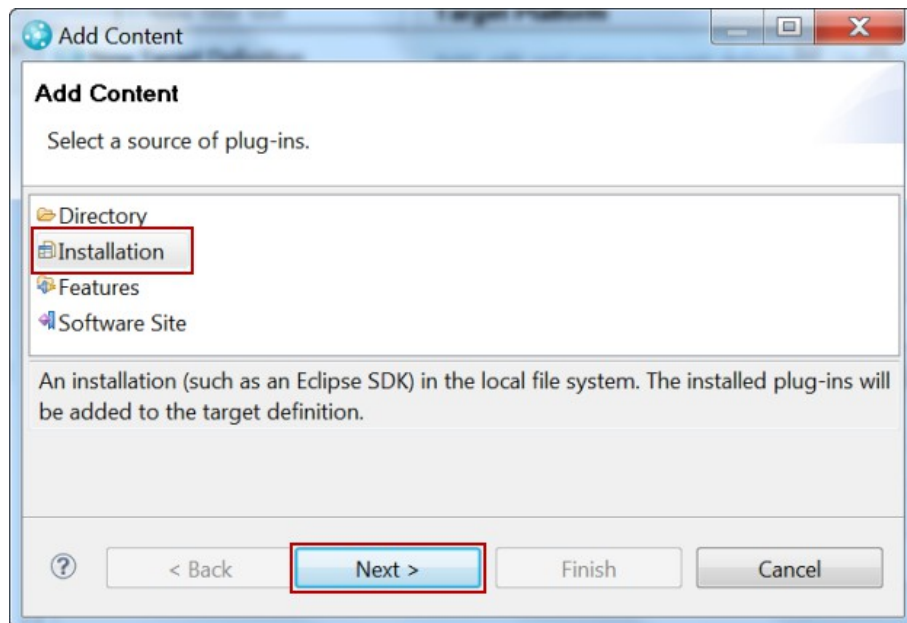 Target Platform
Add Content
Add Content
Select a source of plug-ins.
Directory
Installation
Features
Software Site
An installation (such as an Eclipse SDK) in the local file system. The installed plug-ins will
be added to the target definition.
? < Back Next > Finish Cancel